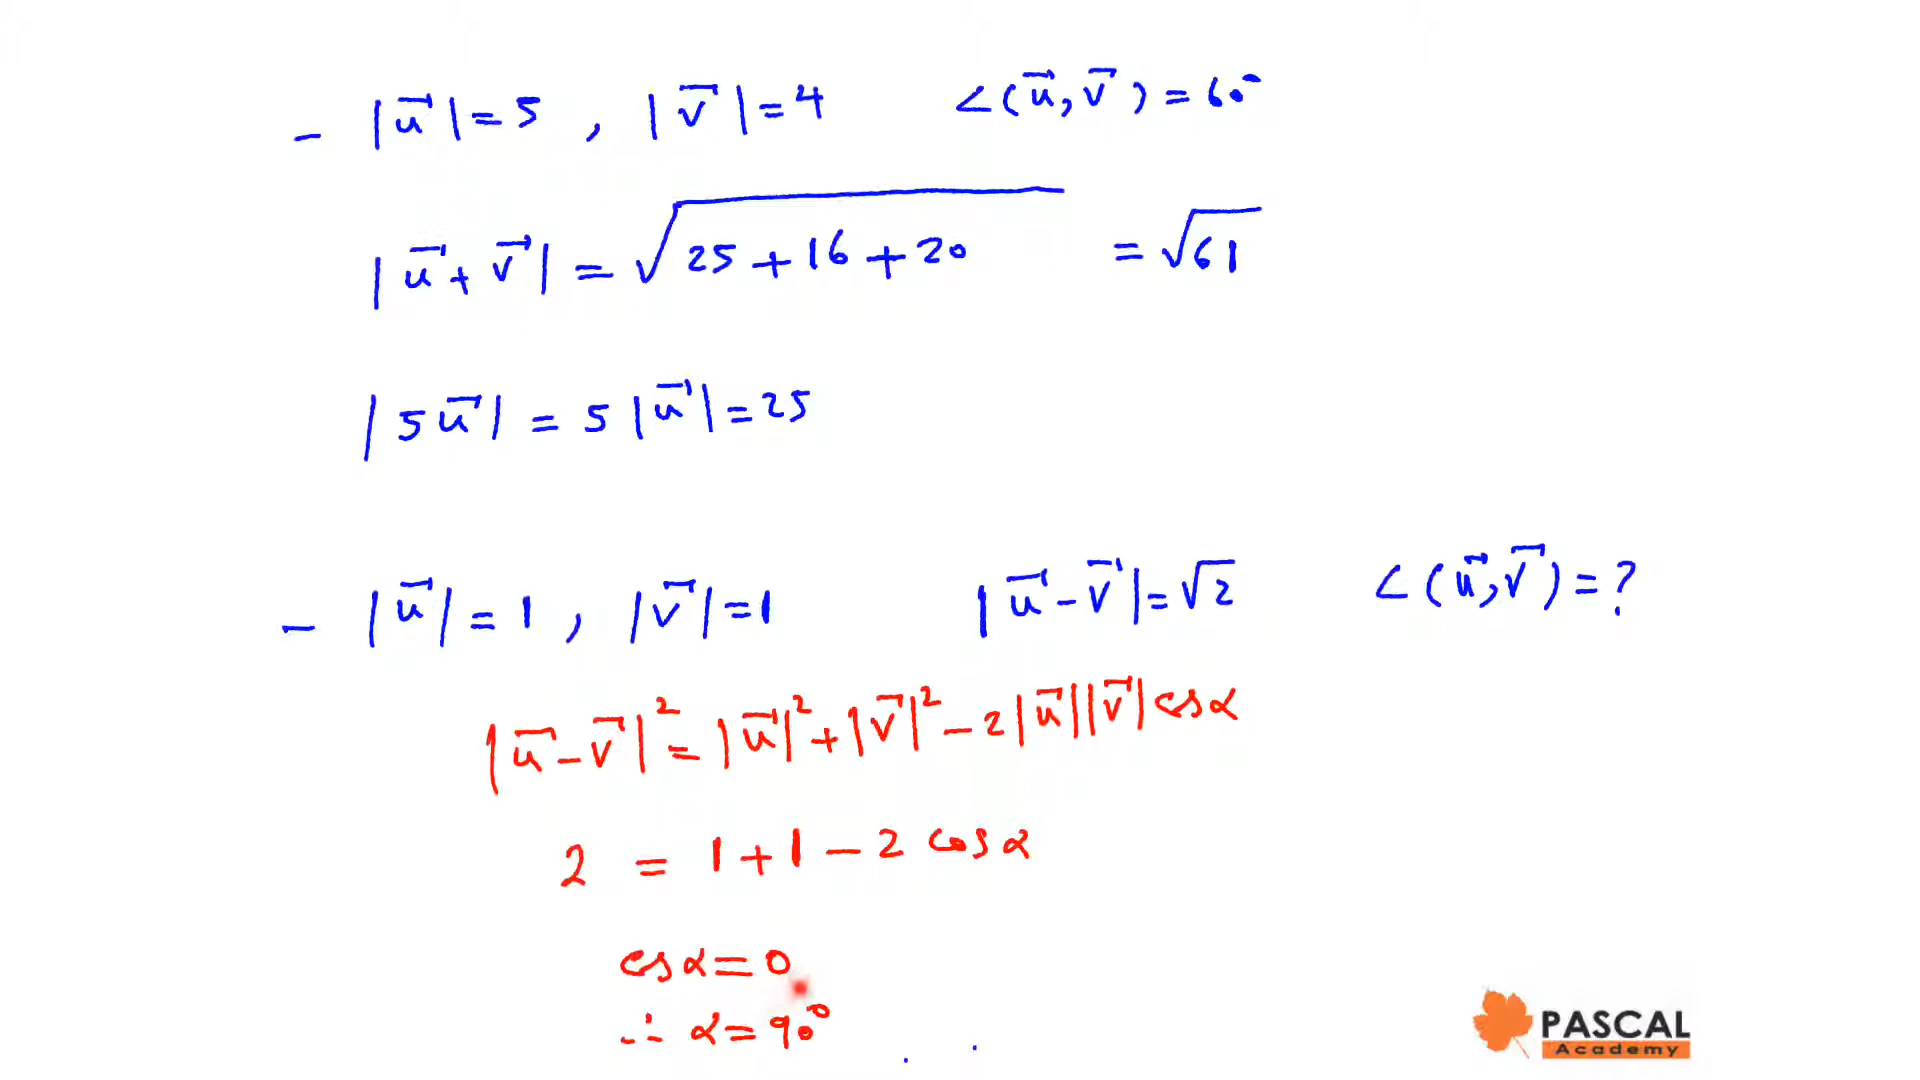 - |u⃗| = 5 , |v⃗| = 4 ∠(u⃗, v⃗) = 60°
|u⃗ + v⃗| = √(25 + 16 + 20) = √61
|5u⃗| = 5|u⃗| = 25
- |u⃗| = 1 , |v⃗| = 1 |u⃗ - v⃗| = √2 ∠(u⃗, v⃗) = ?
|u⃗ - v⃗|² = |u⃗|² + |v⃗|² - 2|u⃗||v⃗| cos α
2 = 1 + 1 - 2 cos α
cos α = 0
∴ α = 90°
PASCAL
Academy